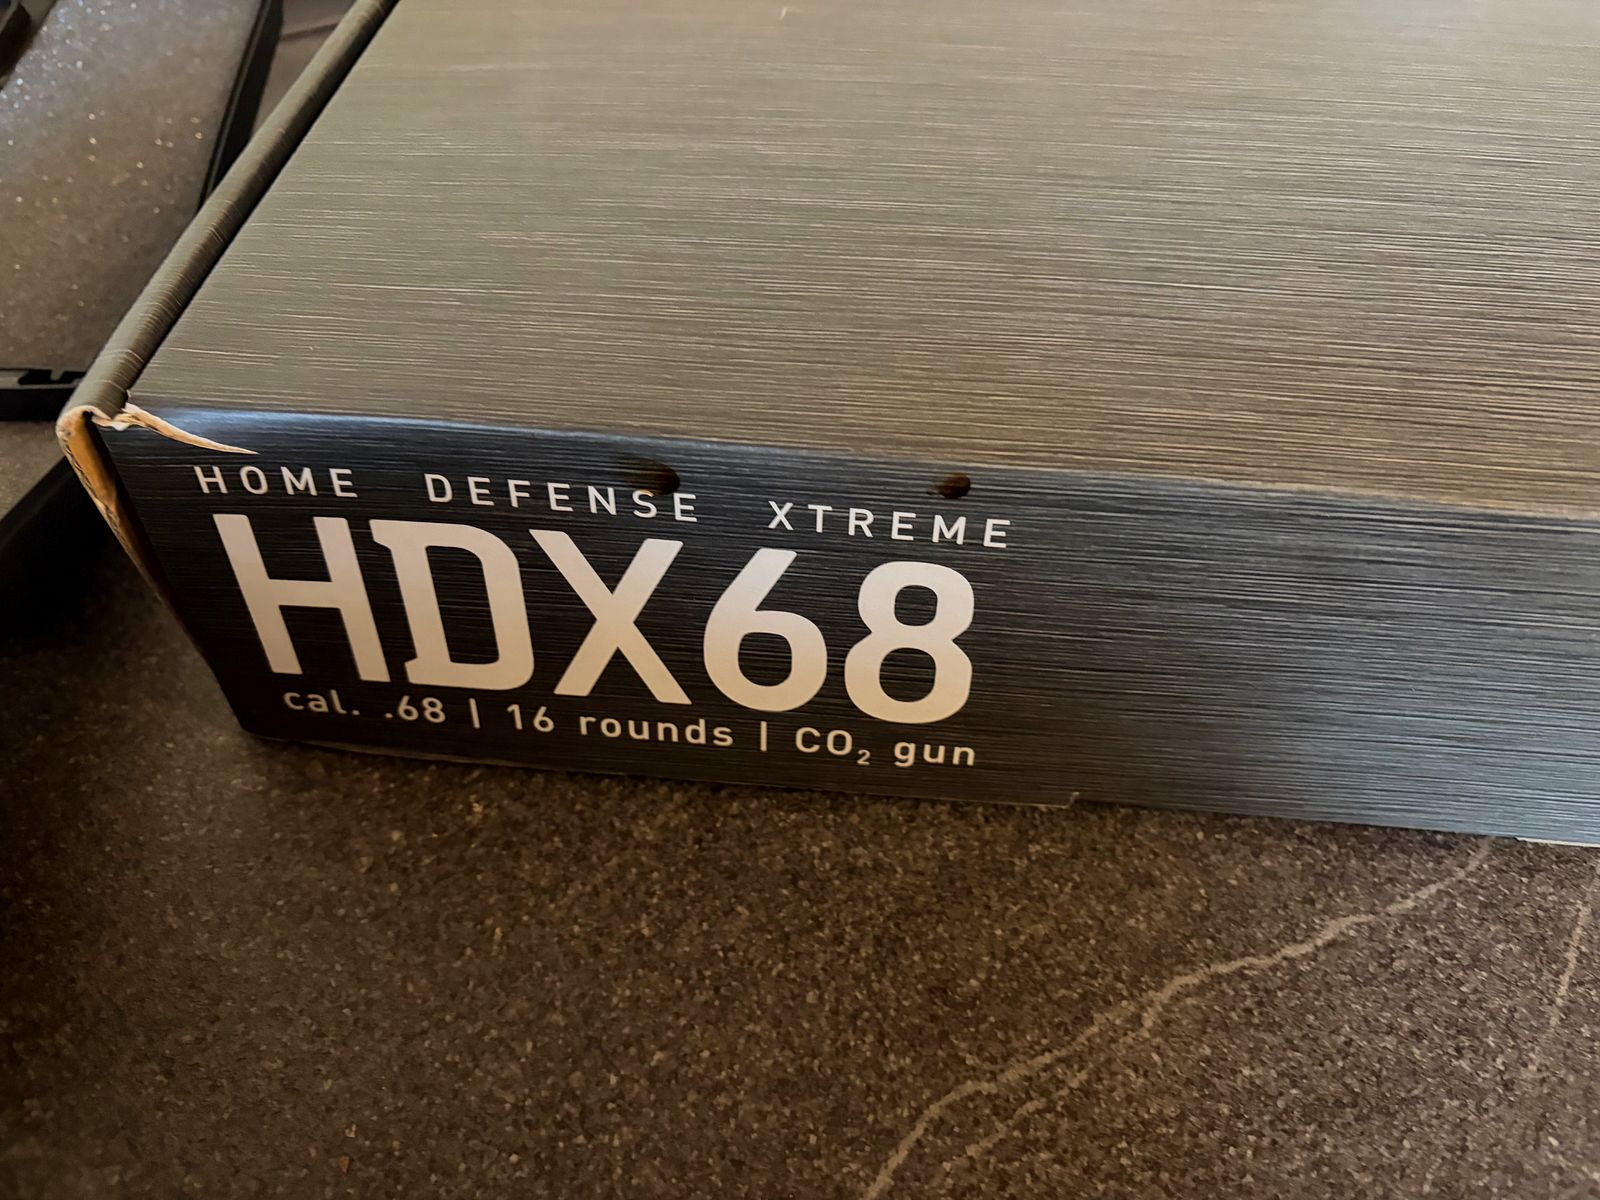 HOME DEFENSE XTREME
HDX68
cal. .68 | 16 rounds | CO₂ gun